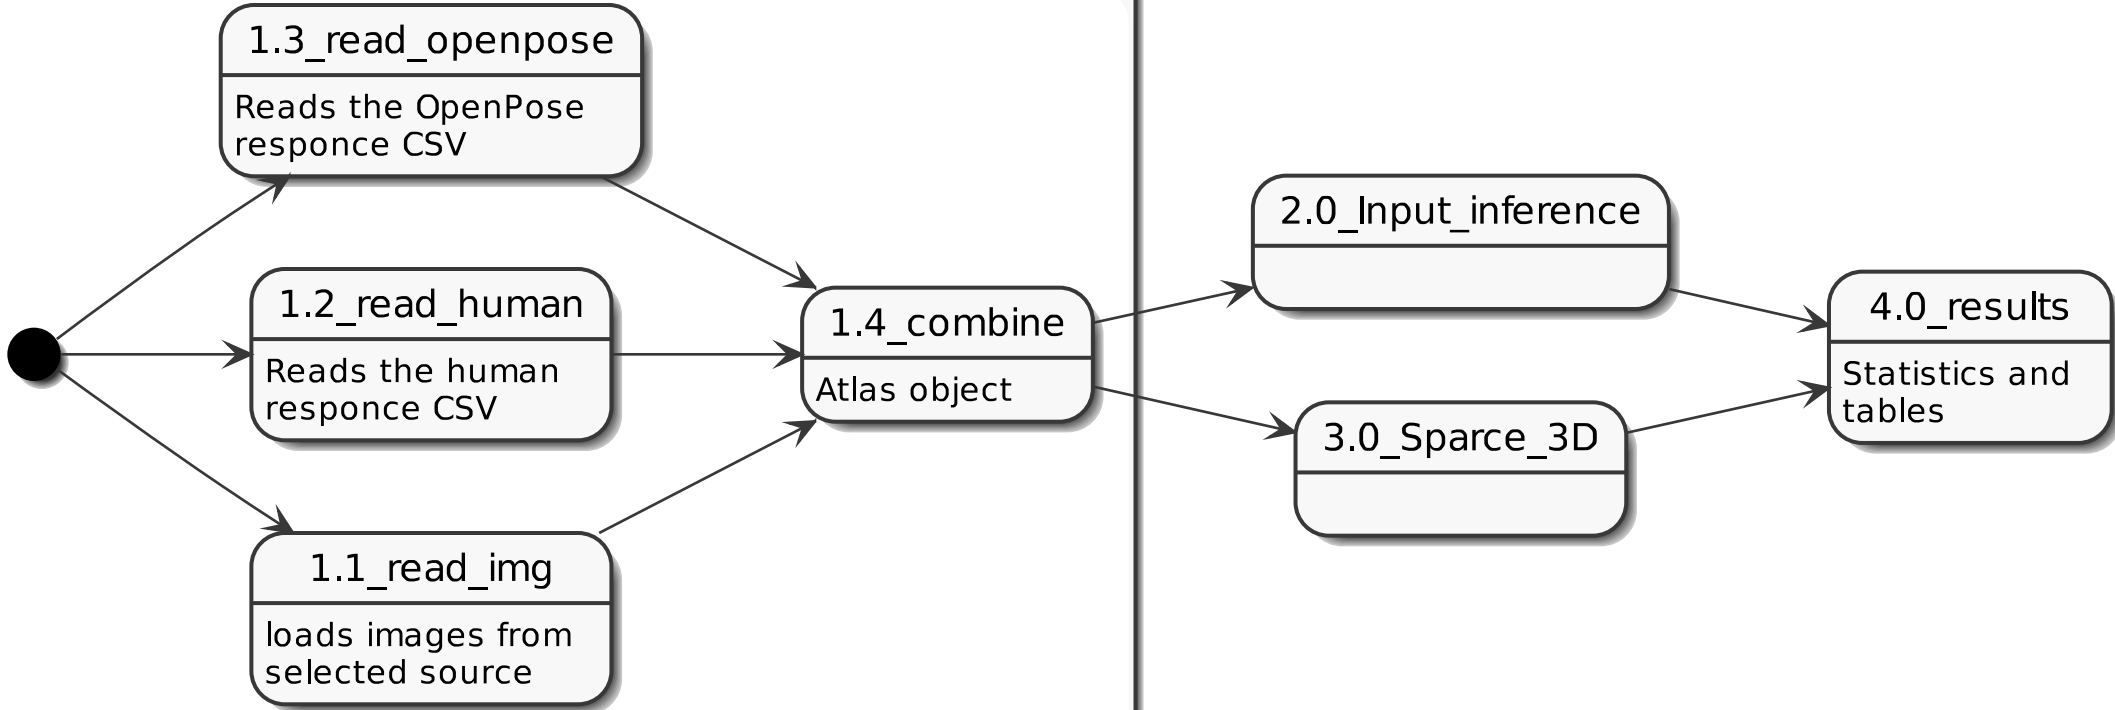 1.3_read_openpose
Reads the OpenPose
responce CSV
1.2_read_human
Reads the human
responce CSV
1.1_read_img
loads images from
selected source
1.4_combine
Atlas object
2.0_Input_inference
3.0_Sparce_3D
4.0_results
Statistics and
tables